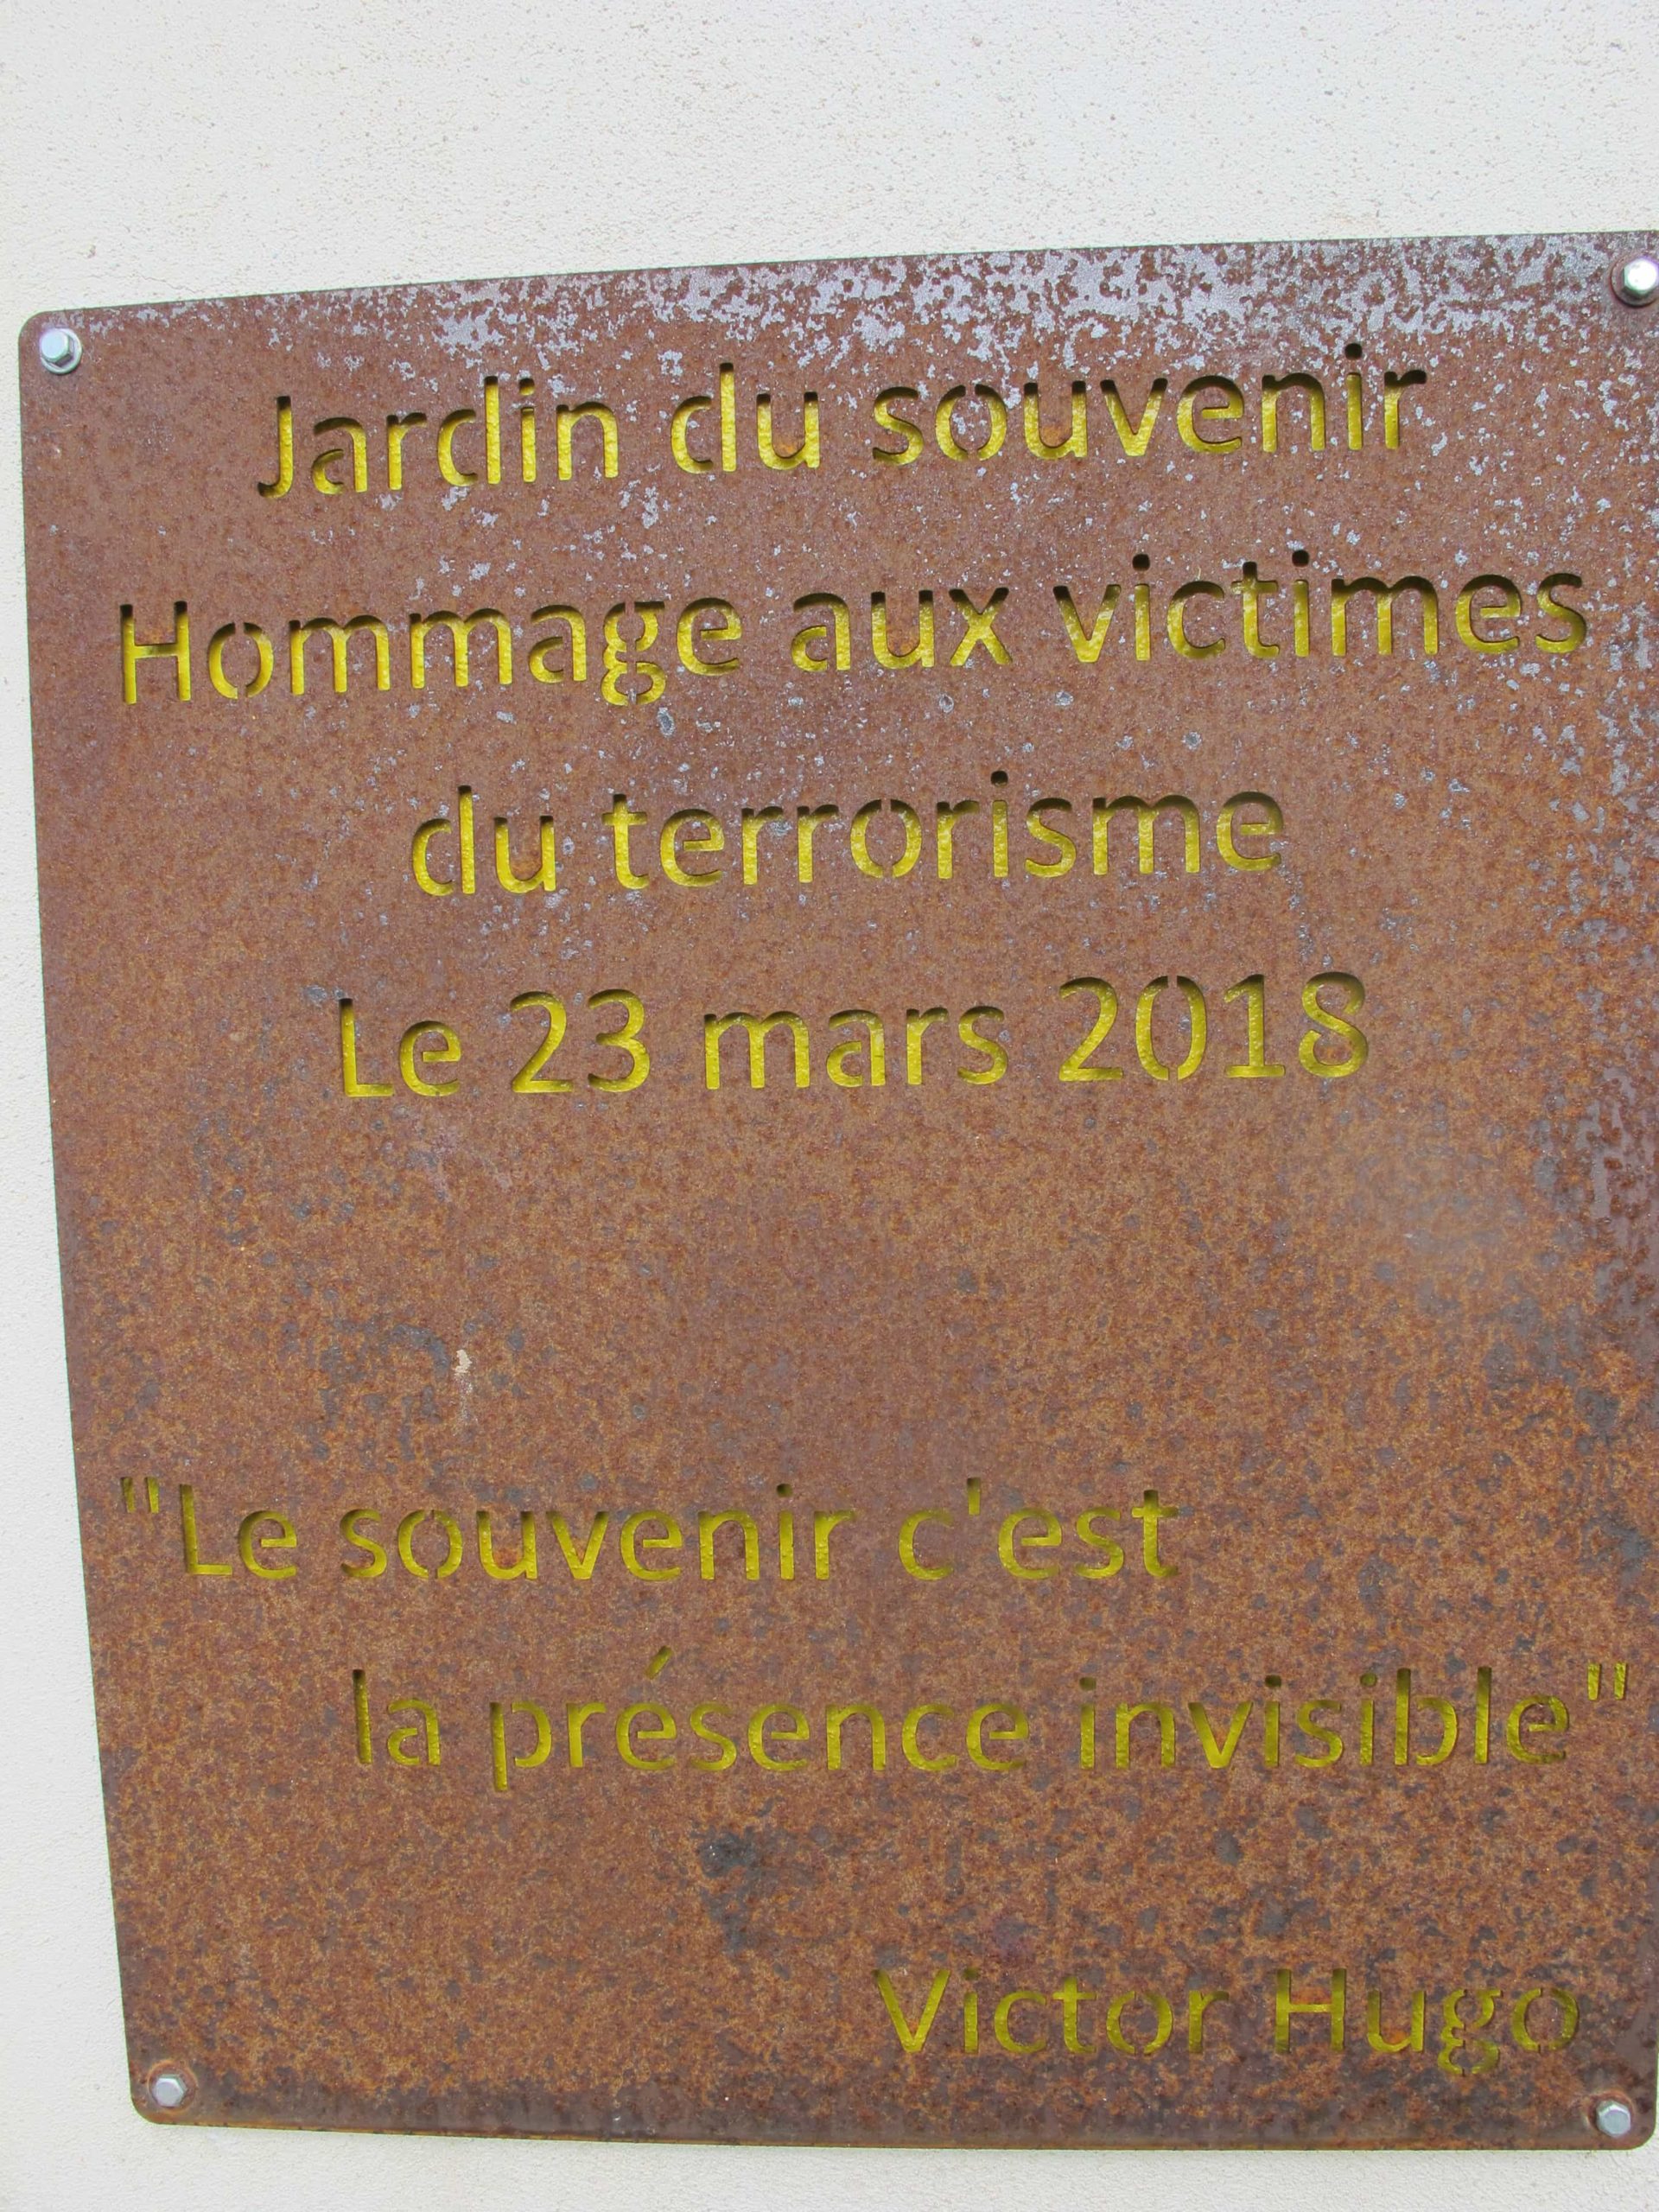 Jardin du souvenir
Hommage aux victimes
du terrorisme
Le 23 mars 2018
"Le souvenir c'est
la présence invisible"
Victor Hugo